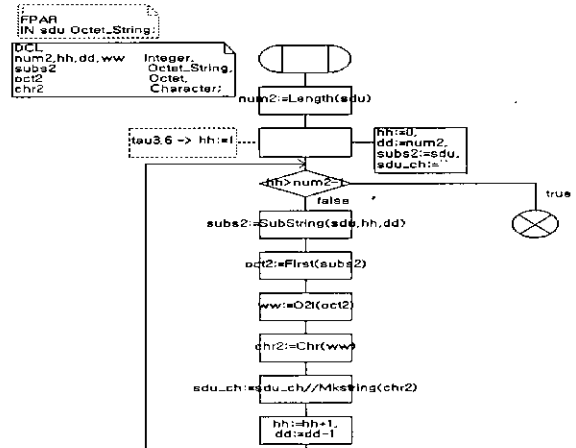 FPAR
IN sdu Octet_String;
DCL
num2,hh,dd,ww Integer,
subs2 Octet_String,
oct2 Octet,
chr2 Character;
num2:=Length(sdu)
tau3.6 -> hh:=1
hh:=0,
dd:=num2,
subs2:=sdu,
sdu_ch:=''
hh>num2-1
true
false
subs2:=SubString(sdu,hh,dd)
oct2:=First(subs2)
ww:=O2I(oct2)
chr2:=Chr(ww)
sdu_ch:=sdu_ch//Mkstring(chr2)
hh:=hh+1,
dd:=dd-1